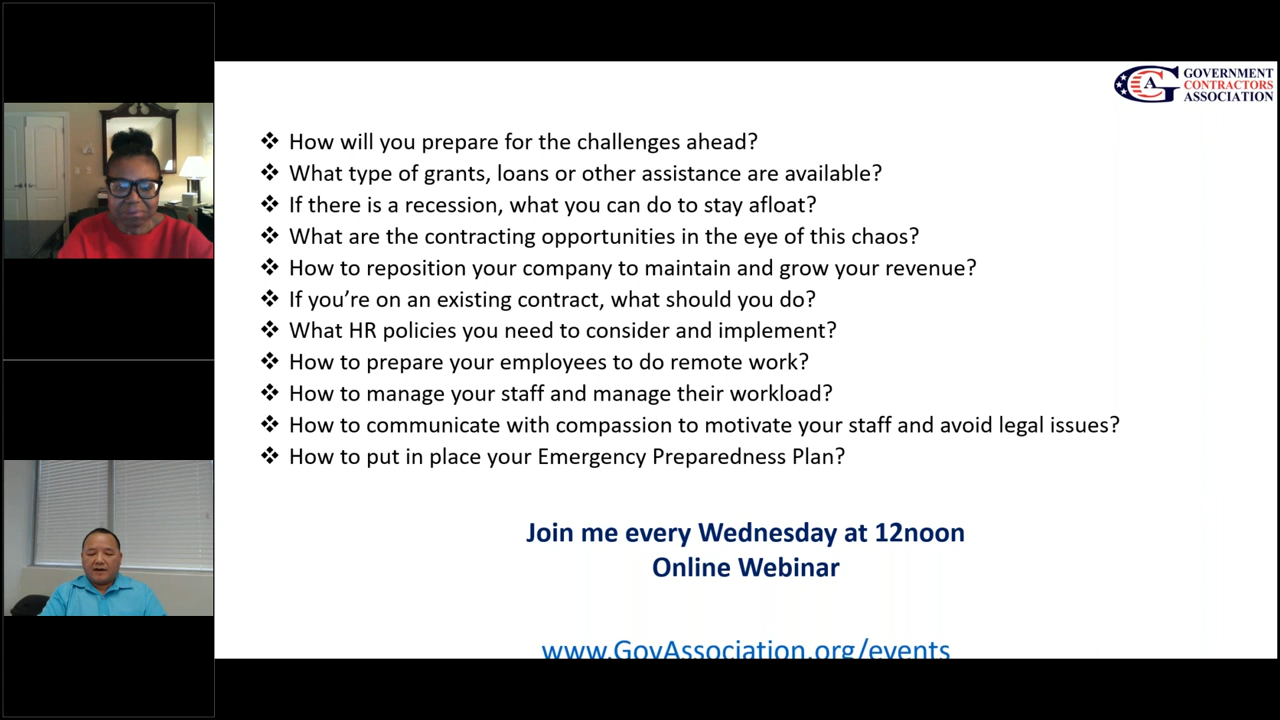 GOVERNMENT
CONTRACTORS
ASSOCIATION
GCA
❖ How will you prepare for the challenges ahead?
❖ What type of grants, loans or other assistance are available?
❖ If there is a recession, what you can do to stay afloat?
❖ What are the contracting opportunities in the eye of this chaos?
❖ How to reposition your company to maintain and grow your revenue?
❖ If you’re on an existing contract, what should you do?
❖ What HR policies you need to consider and implement?
❖ How to prepare your employees to do remote work?
❖ How to manage your staff and manage their workload?
❖ How to communicate with compassion to motivate your staff and avoid legal issues?
❖ How to put in place your Emergency Preparedness Plan?
Join me every Wednesday at 12noon
Online Webinar
www.GovAssociation.org/events